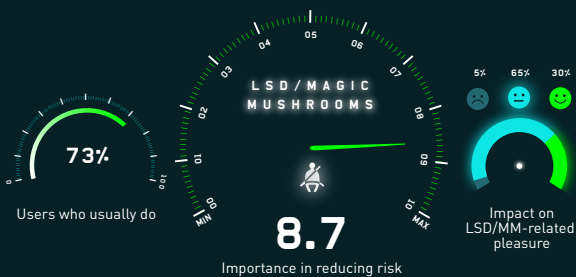 LSD/MAGIC
MUSHROOMS
MIN
00
01
02
03
04
05
06
07
08
09
10
MAX
8.7
Importance in reducing risk
73%
0
100
Users who usually do
5%
65%
30%
Impact on
LSD/MM-related
pleasure